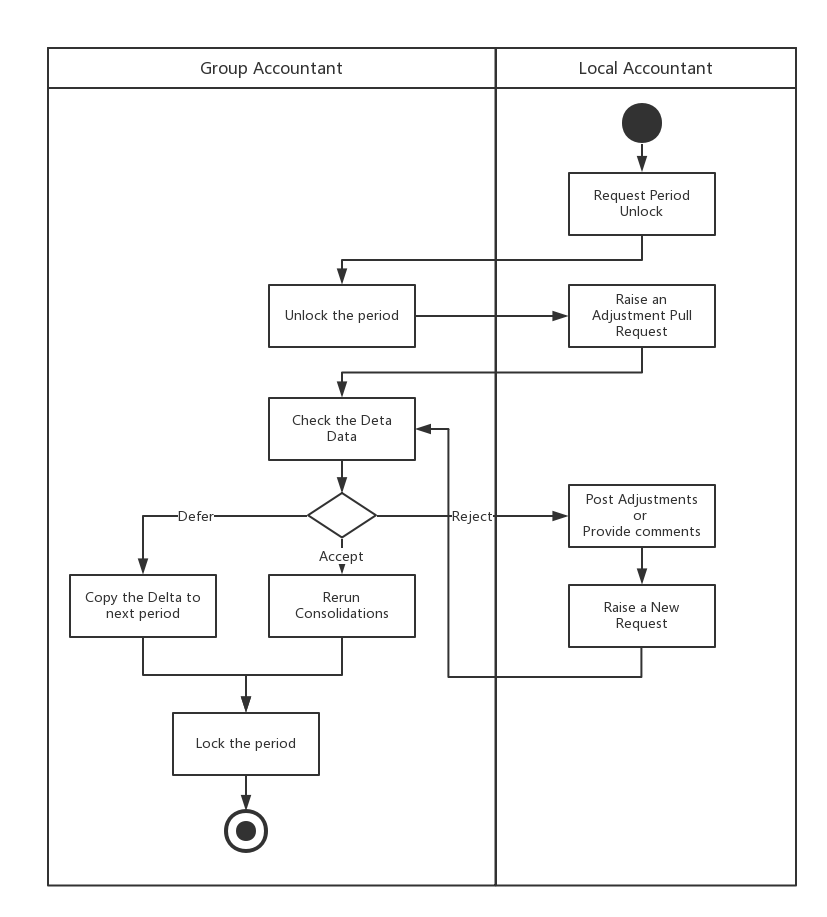 Group Accountant
Local Accountant
Request Period
Unlock
Unlock the period
Raise an
Adjustment Pull
Request
Check the Deta
Data
Defer
Reject
Accept
Post Adjustments
or
Provide comments
Copy the Delta to
next period
Rerun
Consolidations
Raise a New
Request
Lock the period